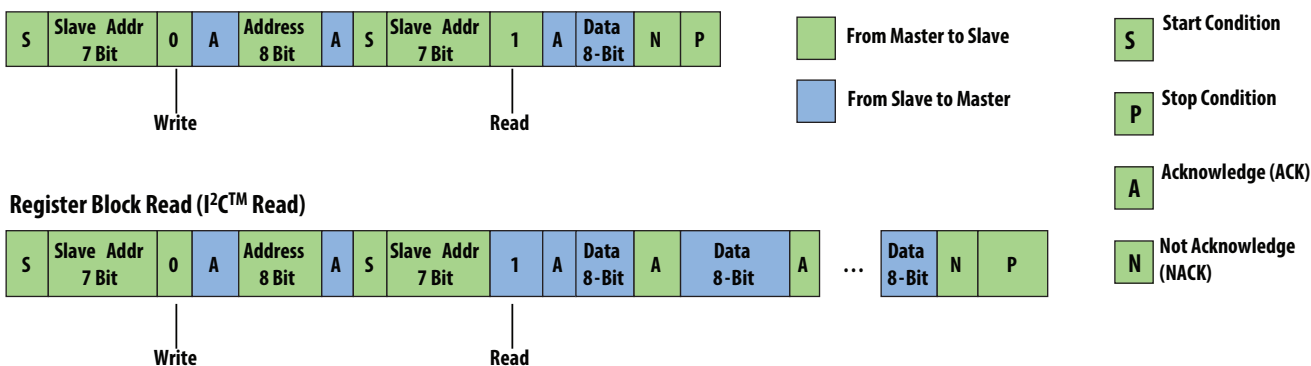 S Slave Addr 7 Bit 0 A Address 8 Bit A S Slave Addr 7 Bit 1 A Data 8-Bit N P
Write Read
From Master to Slave
From Slave to Master
S Start Condition
P Stop Condition
A Acknowledge (ACK)
N Not Acknowledge
(NACK)
Register Block Read (I²C™ Read)
S Slave Addr 7 Bit 0 A Address 8 Bit A S Slave Addr 7 Bit 1 A Data 8-Bit A Data 8-Bit A ... Data 8-Bit N P
Write Read